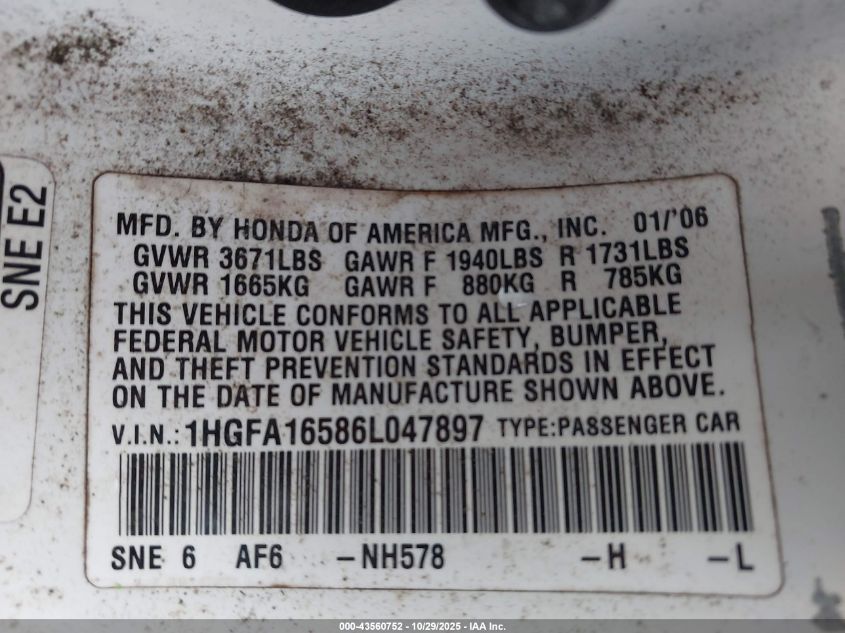 SNE E2
MFD. BY HONDA OF AMERICA MFG., INC. 01/'06
GVWR 3671LBS GAWR F 1940LBS R 1731LBS
GVWR 1665KG GAWR F 880KG R 785KG
THIS VEHICLE CONFORMS TO ALL APPLICABLE
FEDERAL MOTOR VEHICLE SAFETY, BUMPER,
AND THEFT PREVENTION STANDARDS IN EFFECT
ON THE DATE OF MANUFACTURE SHOWN ABOVE.
V.I.N.: 1HGFA16586L047897 TYPE:PASSENGER CAR
SNE 6 AF6 -NH578 -H -L
000-43560752 - 10/29/2025 - IAA Inc.